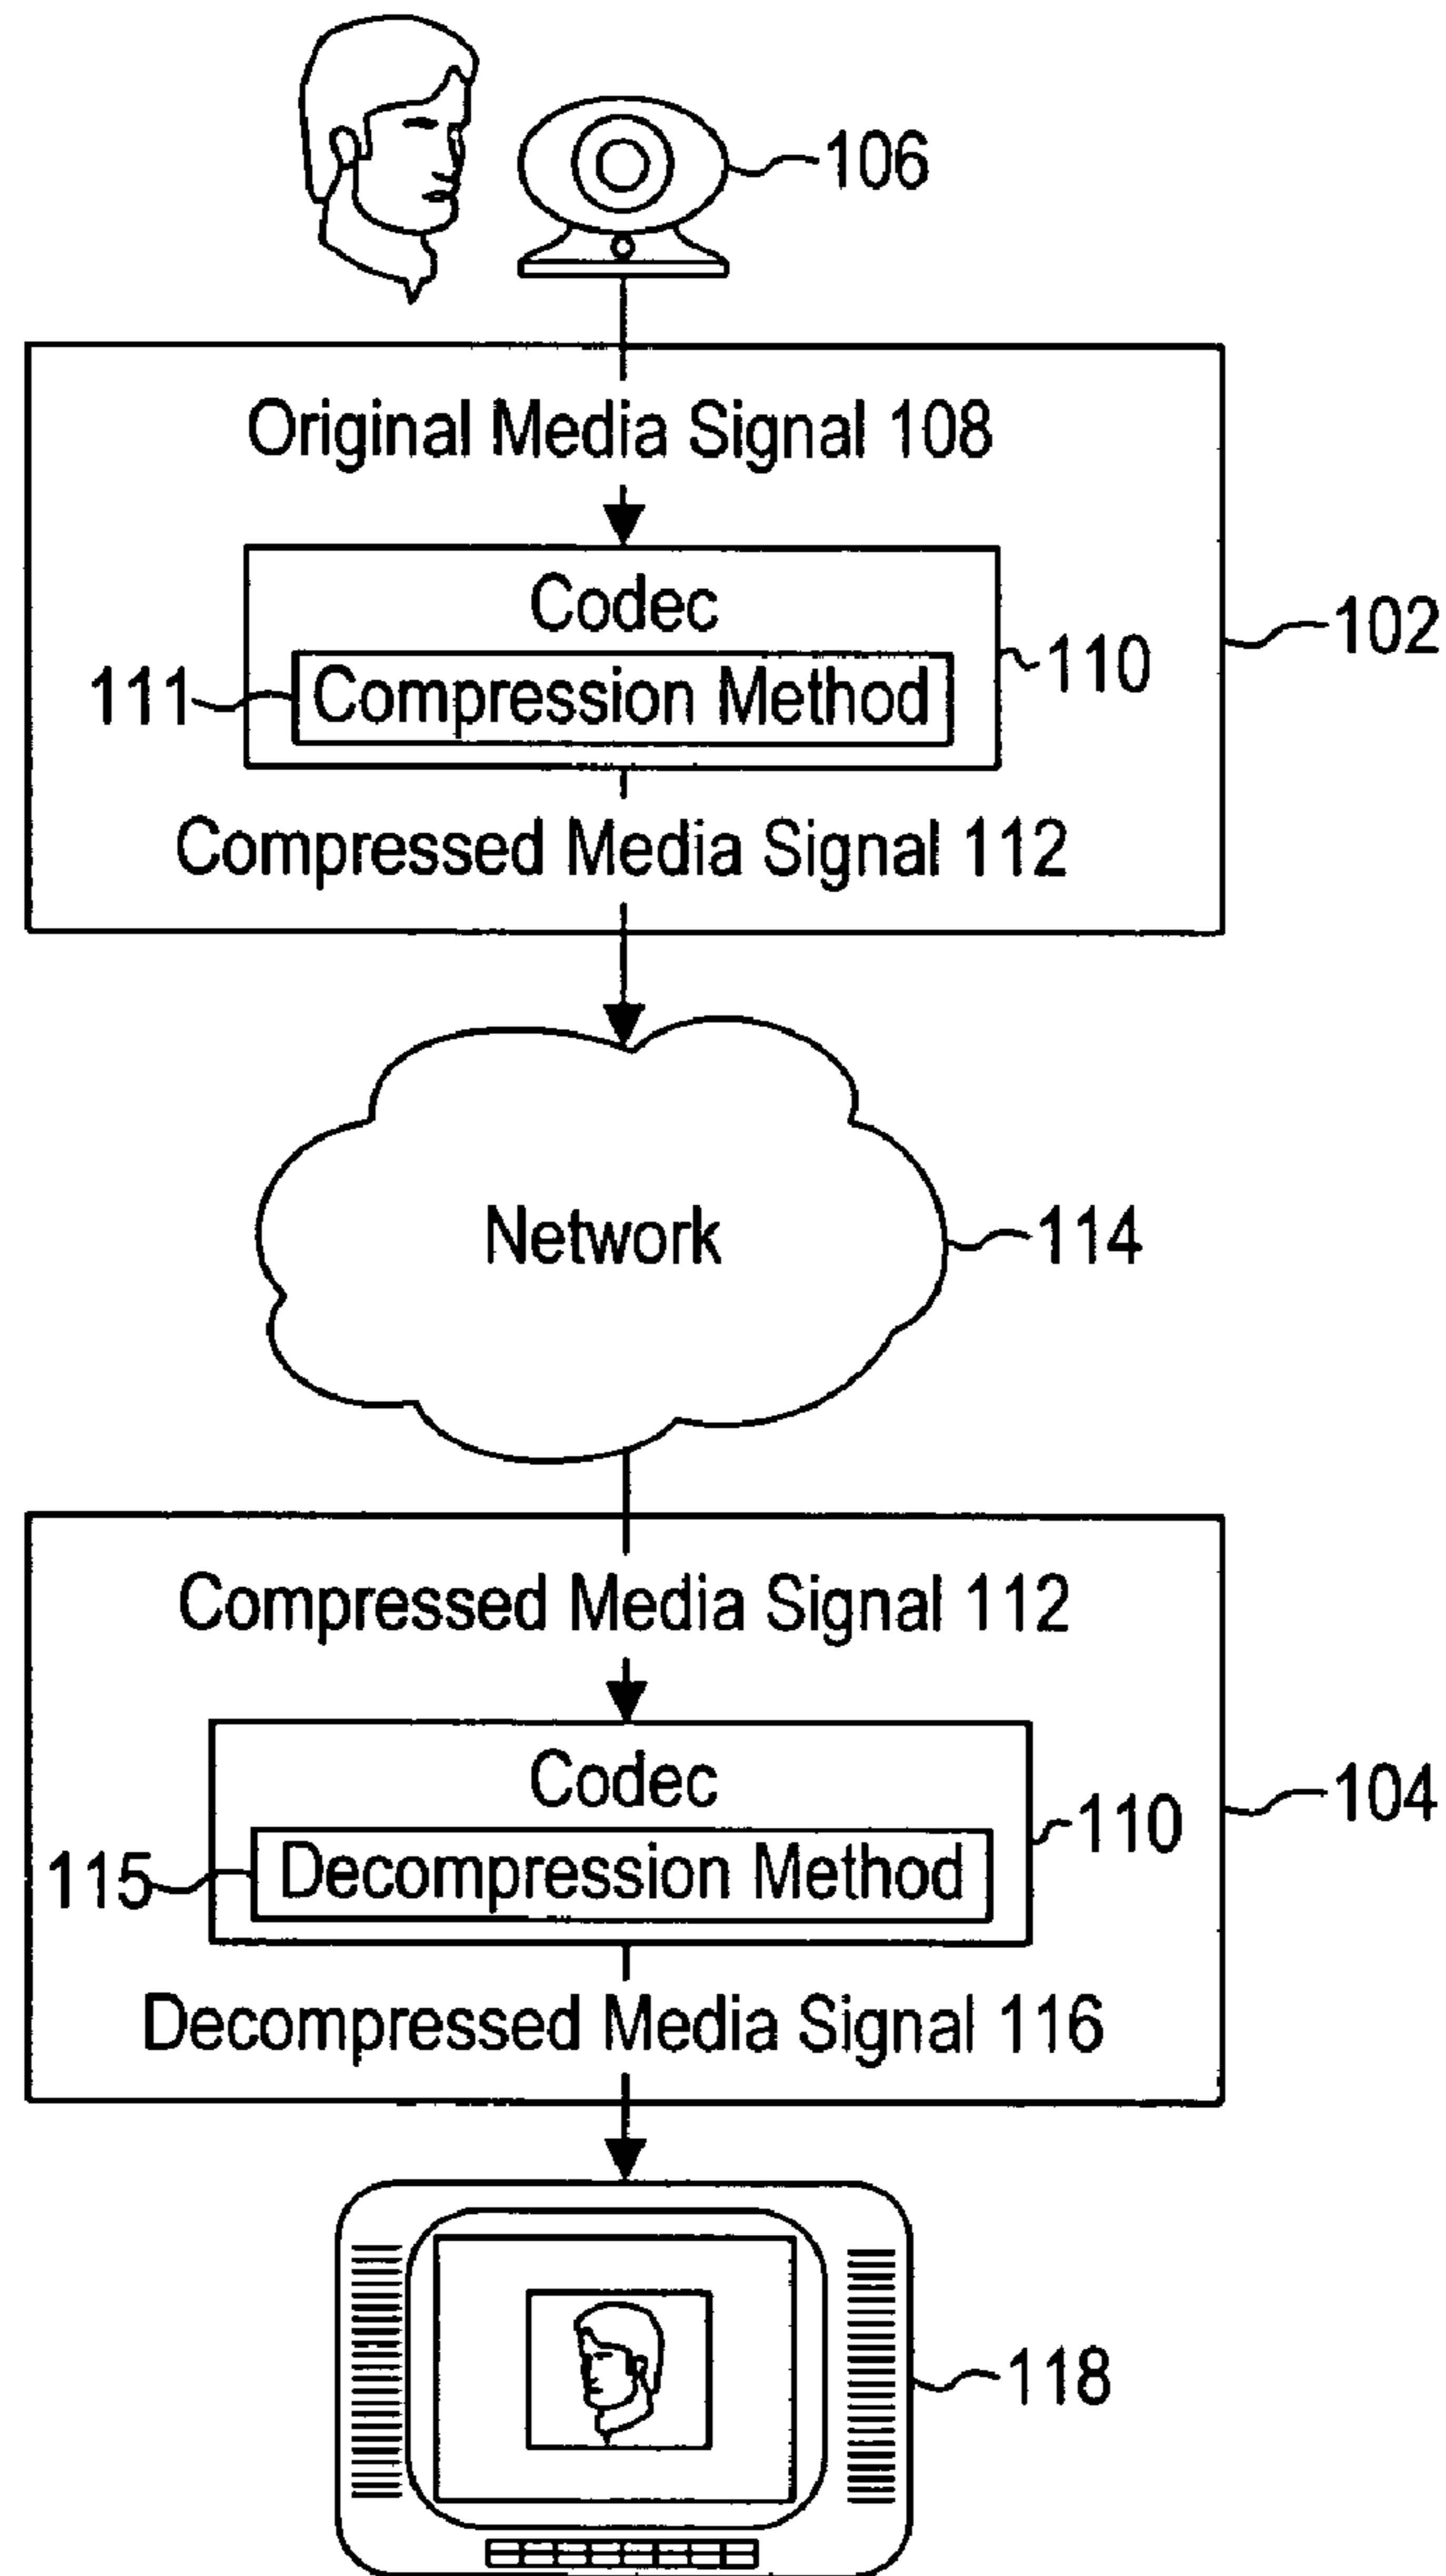 106
Original Media Signal 108
Codec
102
110
111
Compression Method
Compressed Media Signal 112
Network
114
Compressed Media Signal 112
Codec
104
110
115
Decompression Method
Decompressed Media Signal 116
118